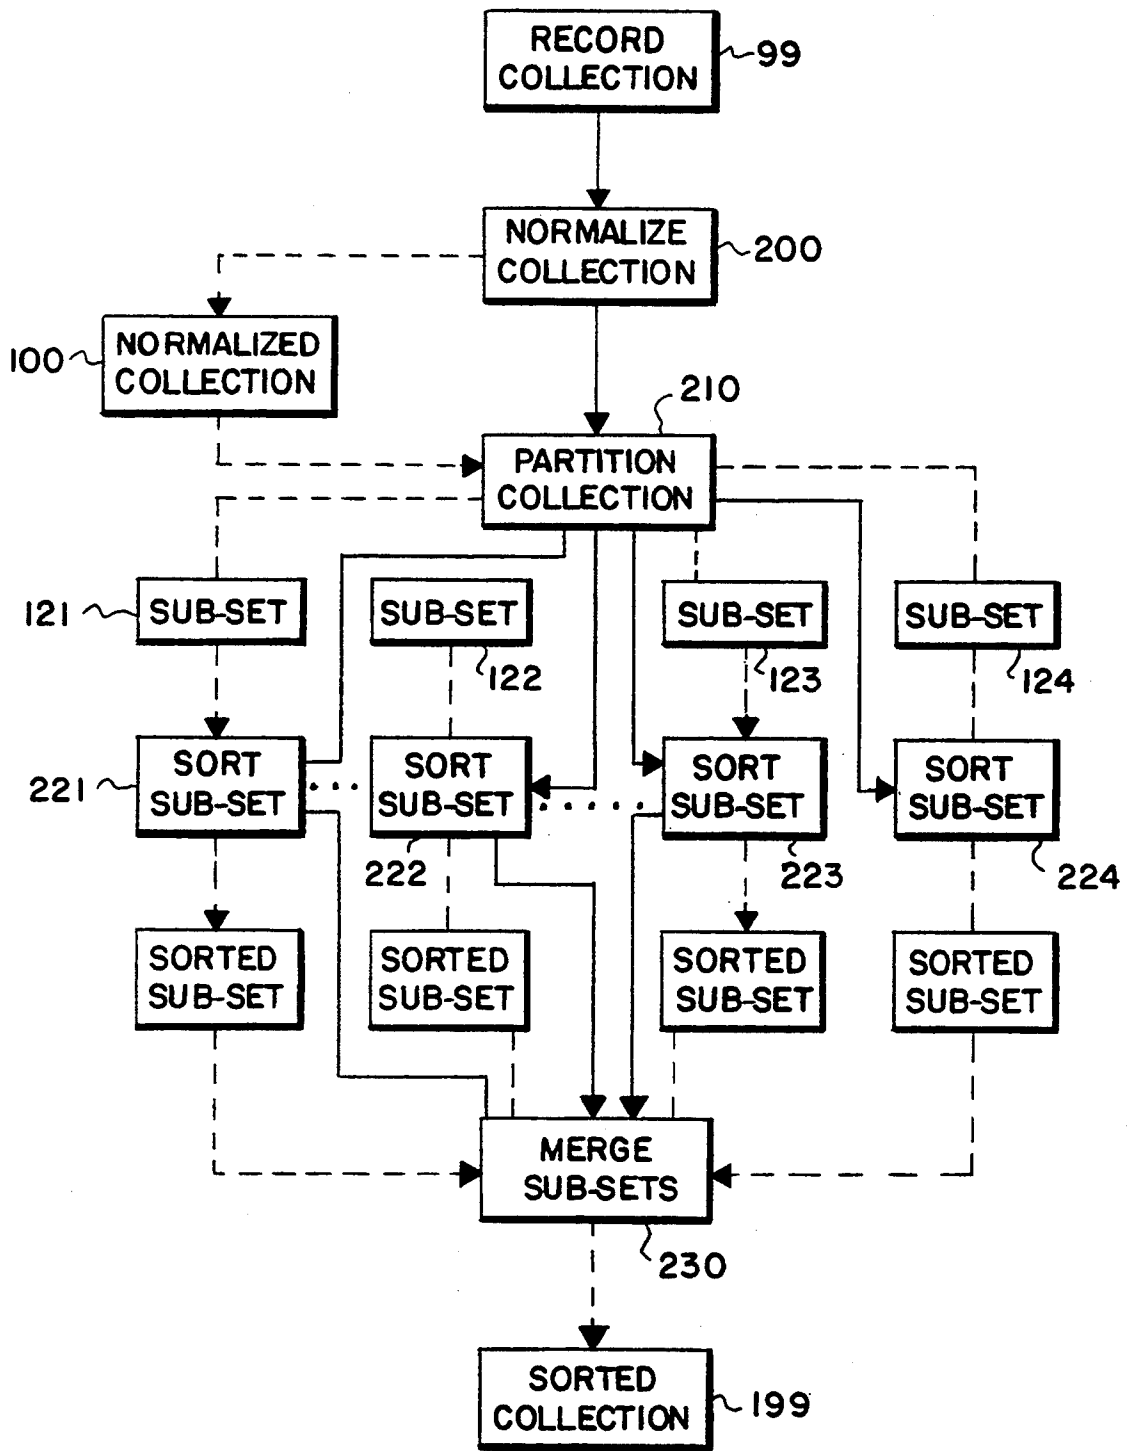 RECORD
COLLECTION
99
NORMALIZE
COLLECTION
200
NORMALIZED
COLLECTION
100
210
PARTITION
COLLECTION
121
SUB-SET
SUB-SET
SUB-SET
SUB-SET
122
123
124
221
SORT
SUB-SET
SORT
SUB-SET
SORT
SUB-SET
SORT
SUB-SET
222
223
224
SORTED
SUB-SET
SORTED
SUB-SET
SORTED
SUB-SET
SORTED
SUB-SET
MERGE
SUB-SETS
230
SORTED
COLLECTION
199